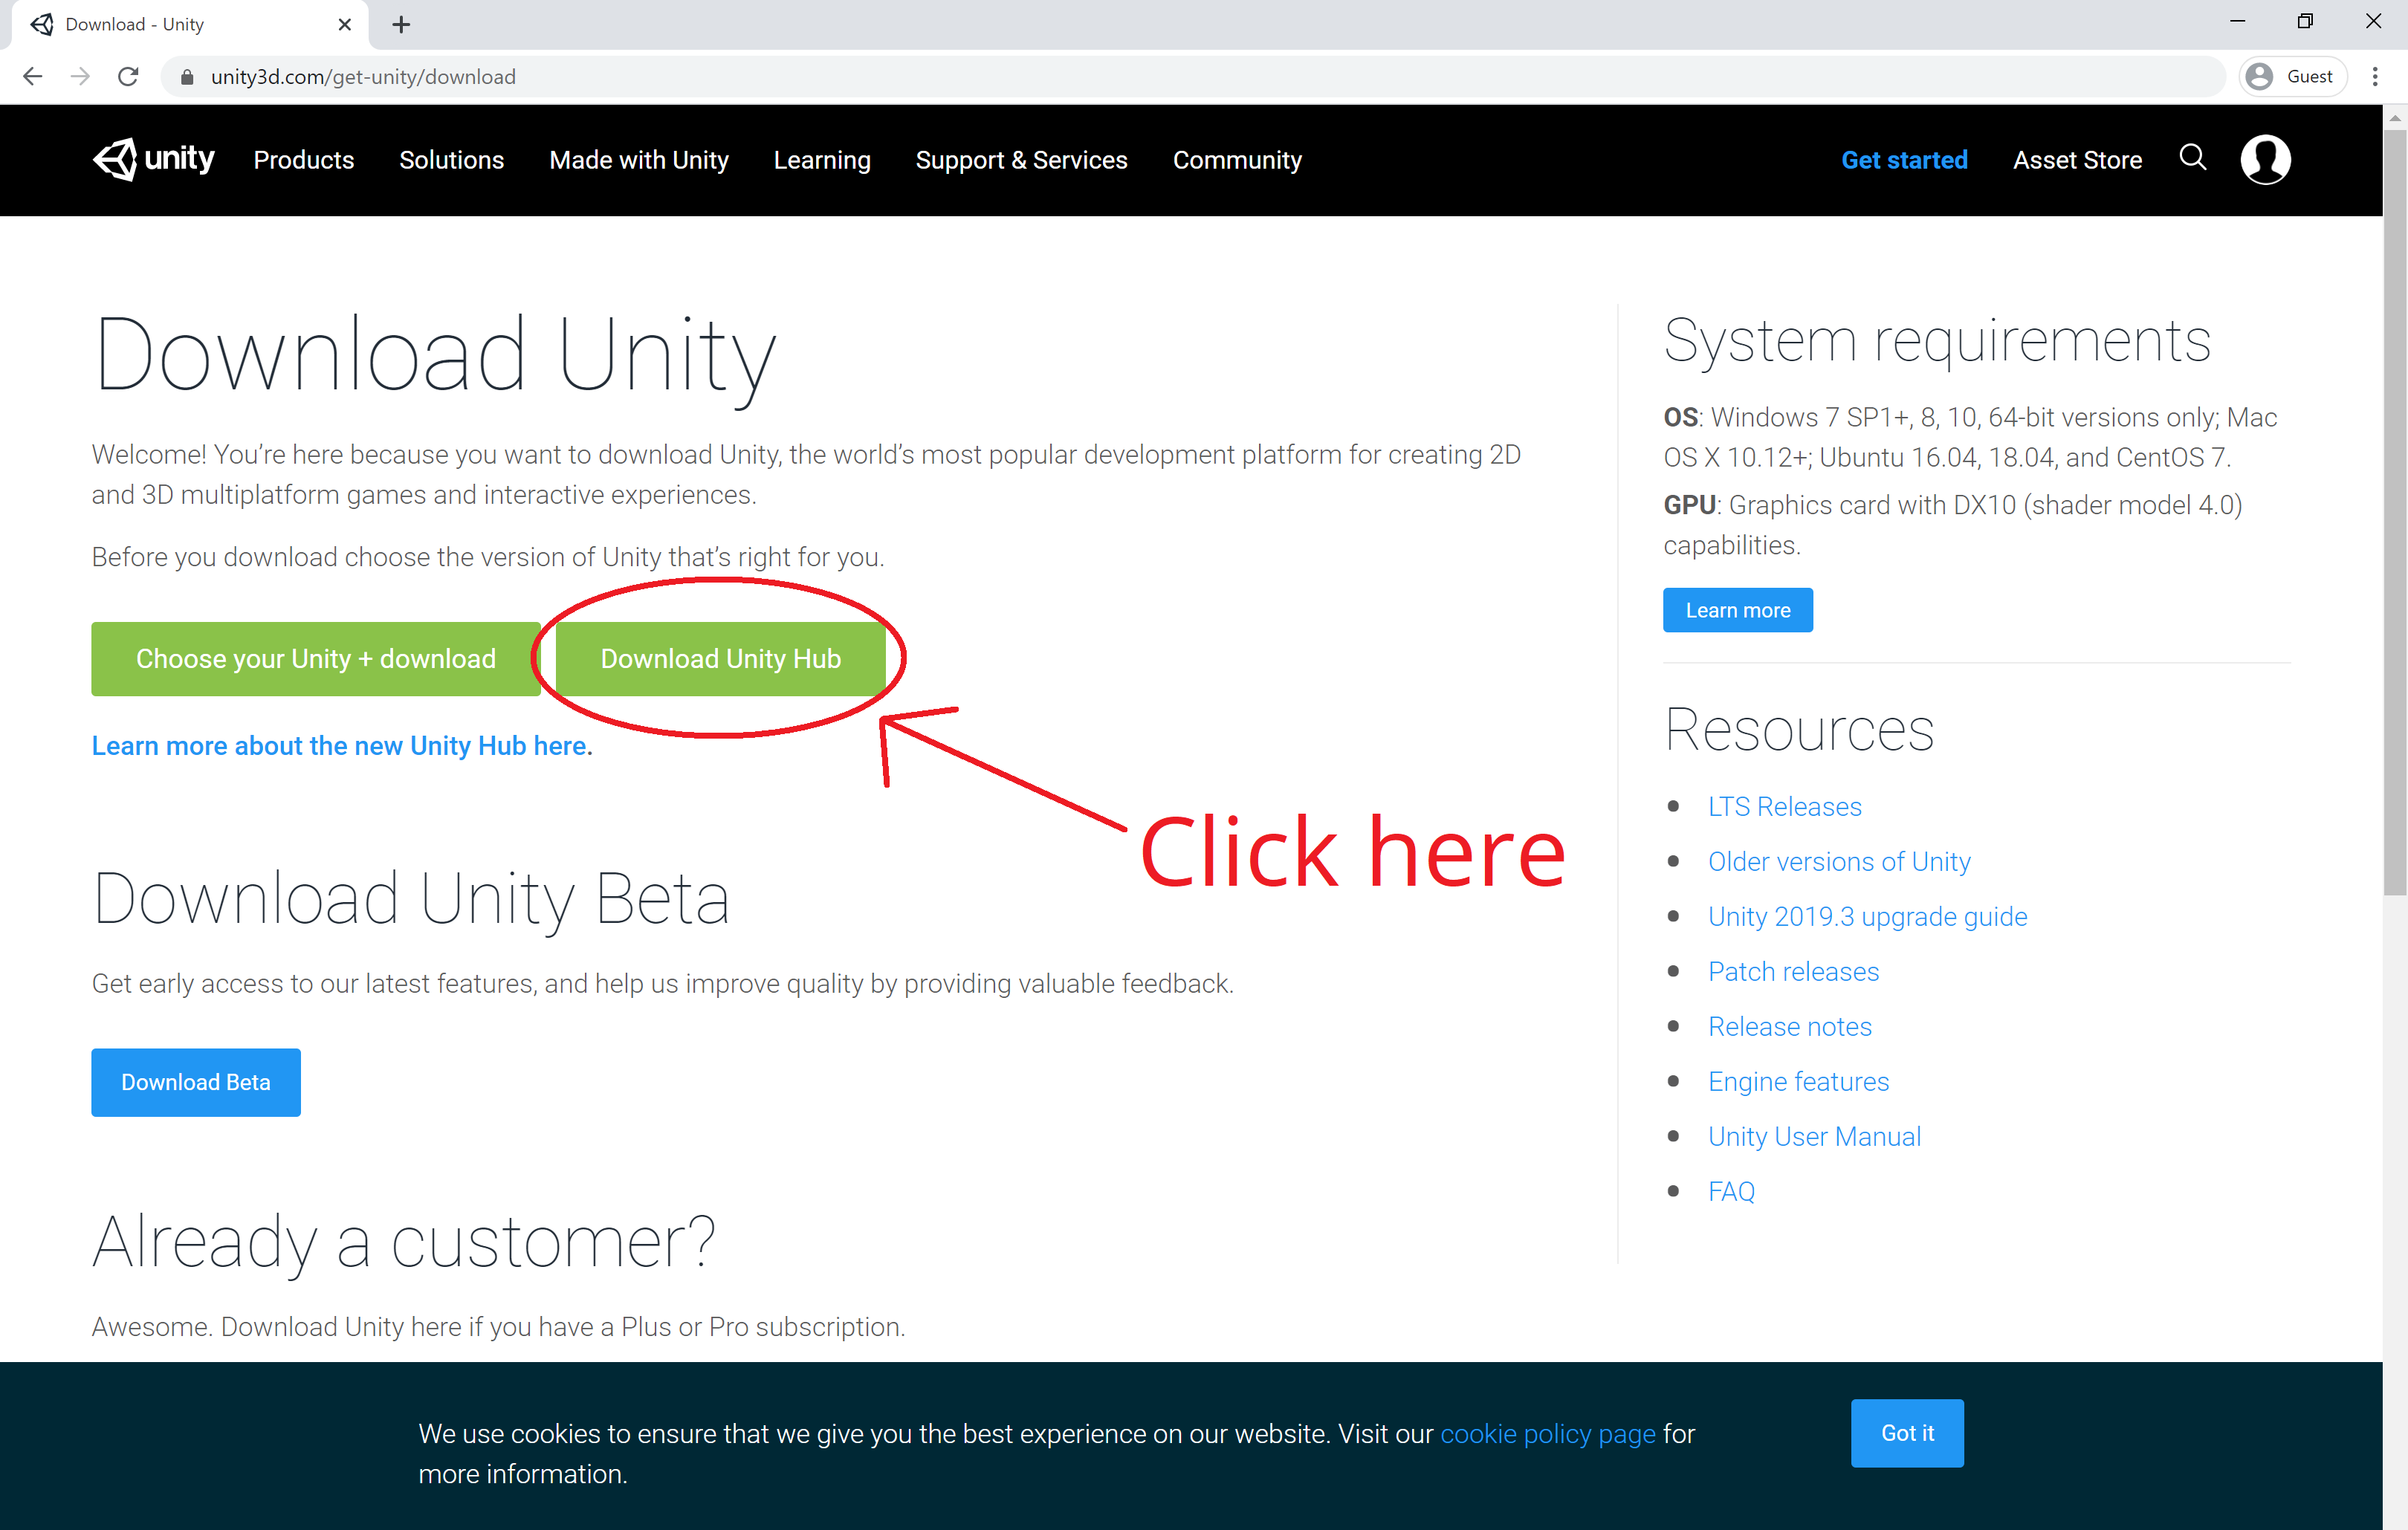 Download - Unity
unity3d.com/get-unity/download
Guest
unity
Products
Solutions
Made with Unity
Learning
Support & Services
Community
Get started
Asset Store
Download Unity
Welcome! You’re here because you want to download Unity, the world’s most popular development platform for creating 2D
and 3D multiplatform games and interactive experiences.
Before you download choose the version of Unity that’s right for you.
Choose your Unity + download
Download Unity Hub
Learn more about the new Unity Hub here.
Click here
Download Unity Beta
Get early access to our latest features, and help us improve quality by providing valuable feedback.
Download Beta
Already a customer?
Awesome. Download Unity here if you have a Plus or Pro subscription.
System requirements
OS: Windows 7 SP1+, 8, 10, 64-bit versions only; Mac
OS X 10.12+; Ubuntu 16.04, 18.04, and CentOS 7.
GPU: Graphics card with DX10 (shader model 4.0)
capabilities.
Learn more
Resources
LTS Releases
Older versions of Unity
Unity 2019.3 upgrade guide
Patch releases
Release notes
Engine features
Unity User Manual
FAQ
We use cookies to ensure that we give you the best experience on our website. Visit our cookie policy page for
more information.
Got it